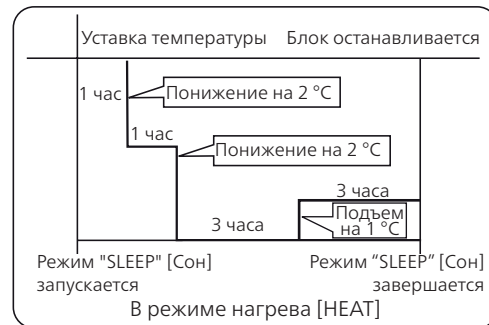 Уставка температуры Блок останавливается
1 час
Понижение на 2 °C
1 час
Понижение на 2 °C
3 часа
Подъем
на 1 °C
3 часа
Режим "SLEEP" [Сон]
запускается
Режим “SLEEP” [Сон]
завершается
В режиме нагрева [HEAT]